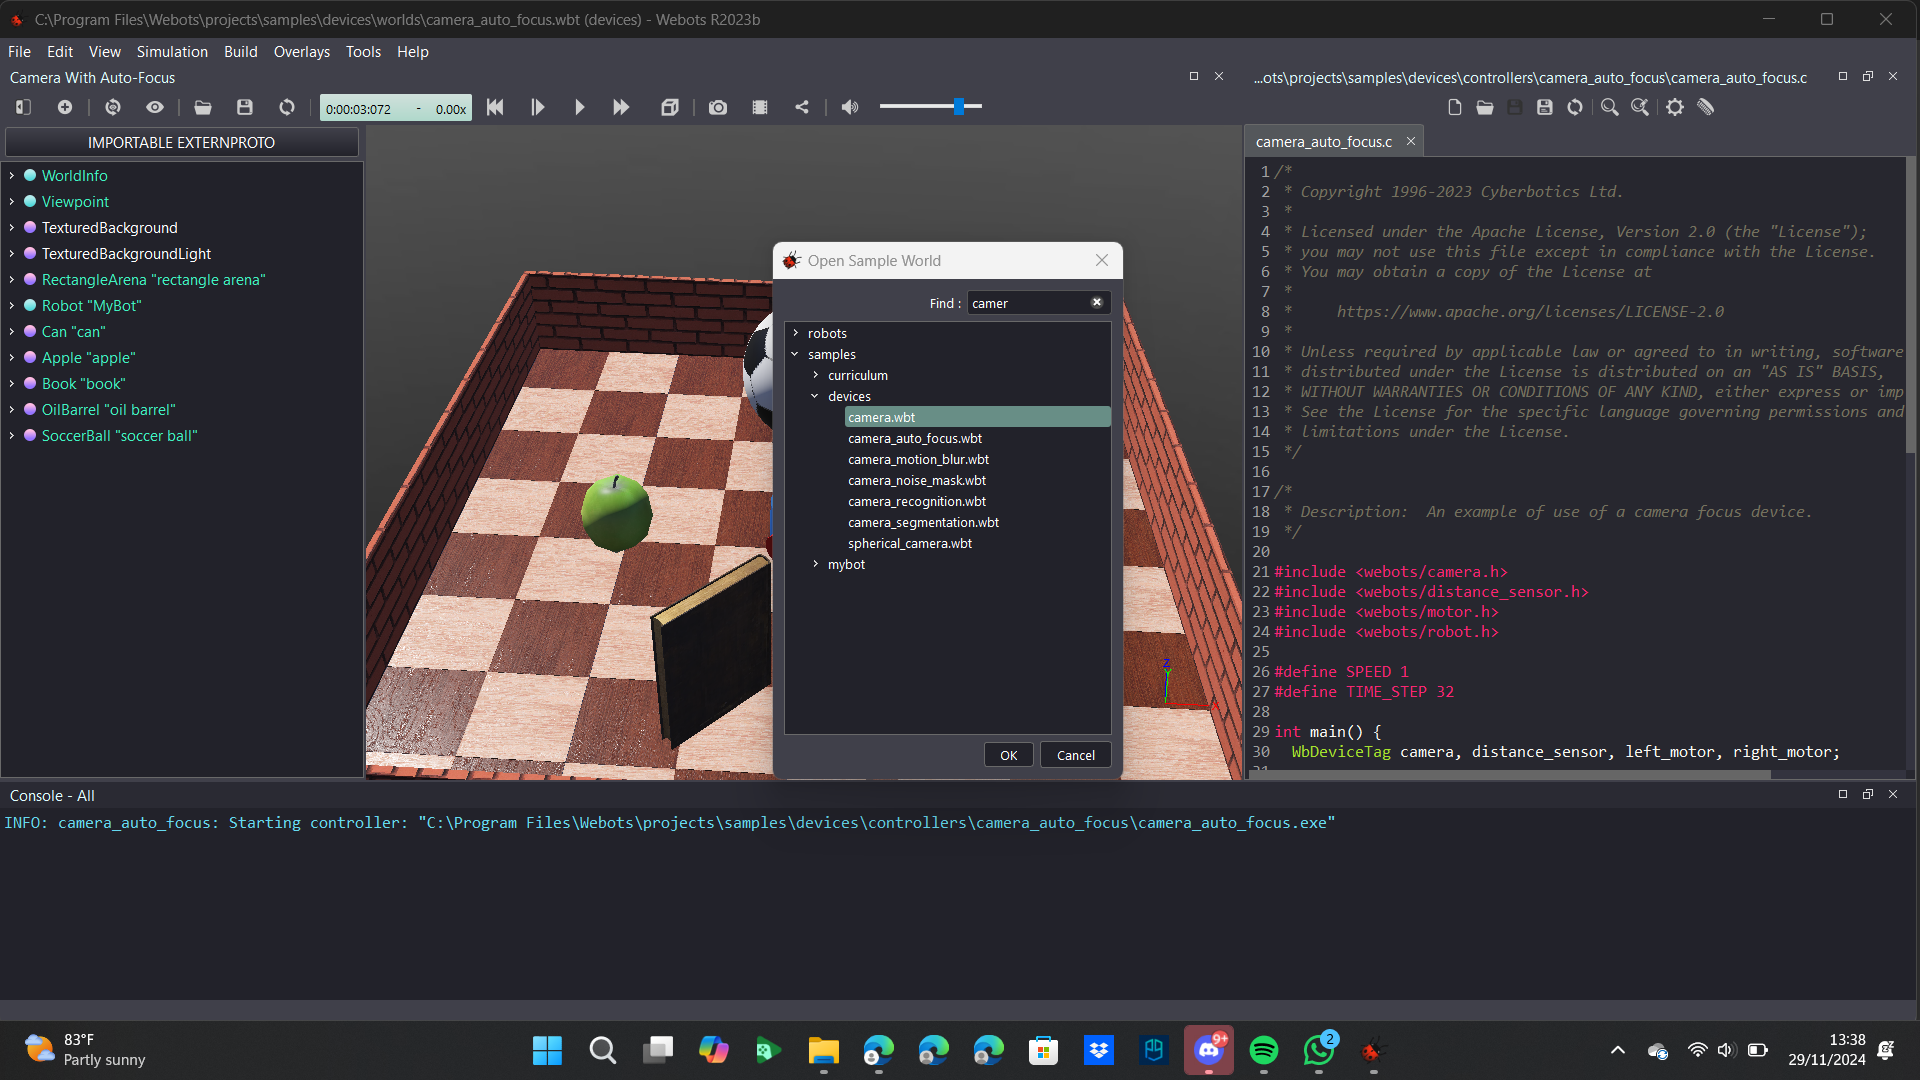 C:\Program Files\Webots\projects\samples\devices\worlds\camera_auto_focus.wbt (devices) - Webots R2023b
File Edit View Simulation Build Overlays Tools Help
Camera With Auto-Focus
0:00:03:072 - 0.00x
IMPORTABLE EXTERNPROTO
WorldInfo
Viewpoint
TexturedBackground
TexturedBackgroundLight
RectangleArena "rectangle arena"
Robot "MyBot"
Can "can"
Apple "apple"
Book "book"
OilBarrel "oil barrel"
SoccerBall "soccer ball"
Z
Open Sample World
Find : camer
robots
samples
curriculum
devices
camera.wbt
camera_auto_focus.wbt
camera_motion_blur.wbt
camera_noise_mask.wbt
camera_recognition.wbt
camera_segmentation.wbt
spherical_camera.wbt
mybot
OK Cancel
...ots\projects\samples\devices\controllers\camera_auto_focus\camera_auto_focus.c
camera_auto_focus.c
1 /*
2 * Copyright 1996-2023 Cyberbotics Ltd.
3 *
4 * Licensed under the Apache License, Version 2.0 (the "License");
5 * you may not use this file except in compliance with the License.
6 * You may obtain a copy of the License at
7 *
8 * https://www.apache.org/licenses/LICENSE-2.0
9 *
10 * Unless required by applicable law or agreed to in writing, software
11 * distributed under the License is distributed on an "AS IS" BASIS,
12 * WITHOUT WARRANTIES OR CONDITIONS OF ANY KIND, either express or imp
13 * See the License for the specific language governing permissions and
14 * limitations under the License.
15 */
16
17 /*
18 * Description: An example of use of a camera focus device.
19 */
20
21 #include <webots/camera.h>
22 #include <webots/distance_sensor.h>
23 #include <webots/motor.h>
24 #include <webots/robot.h>
25
26 #define SPEED 1
27 #define TIME_STEP 32
28
29 int main() {
30 WbDeviceTag camera, distance_sensor, left_motor, right_motor;
Console - All
INFO: camera_auto_focus: Starting controller: "C:\Program Files\Webots\projects\samples\devices\controllers\camera_auto_focus\camera_auto_focus.exe"
83°F
Partly sunny
9+
2
13:38
29/11/2024